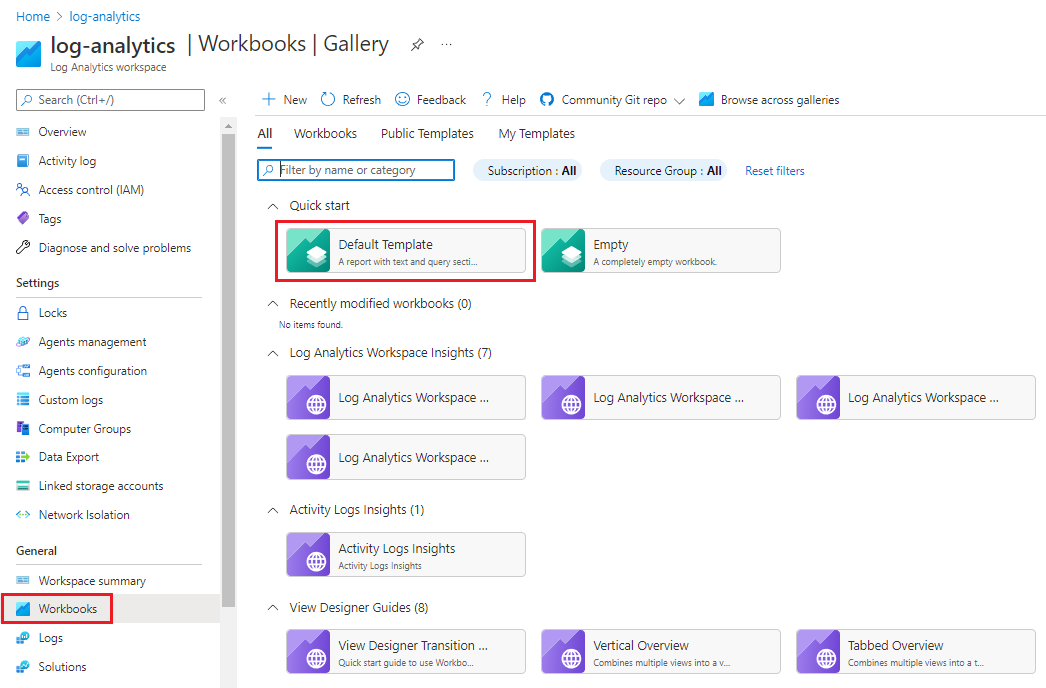 Home > log-analytics
log-analytics | Workbooks | Gallery ...
Log Analytics workspace
Search (Ctrl+/) «
Overview
Activity log
Access control (IAM)
Tags
Diagnose and solve problems
Settings
Locks
Agents management
Agents configuration
Custom logs
Computer Groups
Data Export
Linked storage accounts
Network Isolation
General
Workspace summary
Workbooks
Logs
Solutions
New Refresh Feedback ? Help Community Git repo Browse across galleries
All Workbooks Public Templates My Templates
Filter by name or category Subscription : All Resource Group : All Reset filters
Quick start
Default Template
A report with text and query secti...
Empty
A completely empty workbook.
Recently modified workbooks (0)
No items found.
Log Analytics Workspace Insights (7)
Log Analytics Workspace ...
Log Analytics Workspace ...
Log Analytics Workspace ...
Log Analytics Workspace ...
Activity Logs Insights (1)
Activity Logs Insights
Activity Logs Insights
View Designer Guides (8)
View Designer Transition ...
Quick start guide to use Workbo...
Vertical Overview
Combines multiple views into a v...
Tabbed Overview
Combines multiple views into a t...